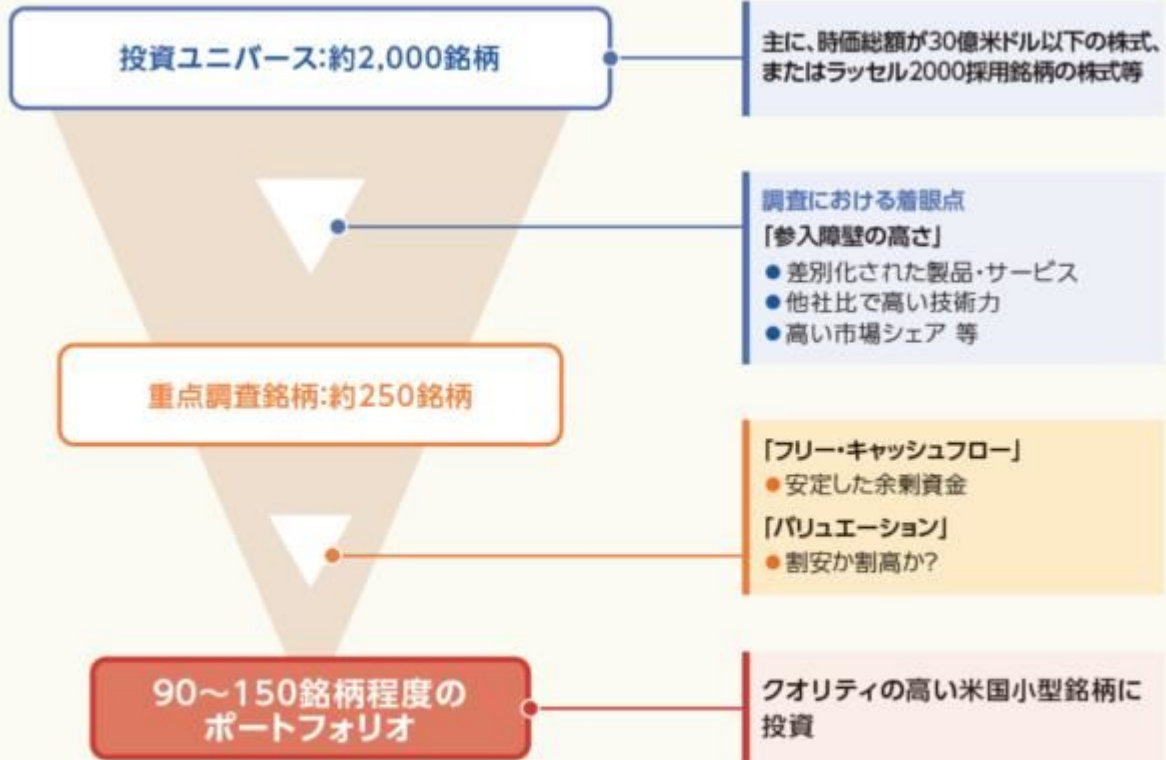 投資ユニバース:約2,000銘柄
主に、時価総額が30億米ドル以下の株式、
またはラッセル2000採用銘柄の株式等
調査における着眼点
「参入障壁の高さ」
●差別化された製品・サービス
●他社比で高い技術力
●高い市場シェア 等
重点調査銘柄:約250銘柄
「フリー・キャッシュフロー」
●安定した余剰資金
「バリュエーション」
●割安か割高か?
90〜150銘柄程度の
ポートフォリオ
クオリティの高い米国小型銘柄に
投資